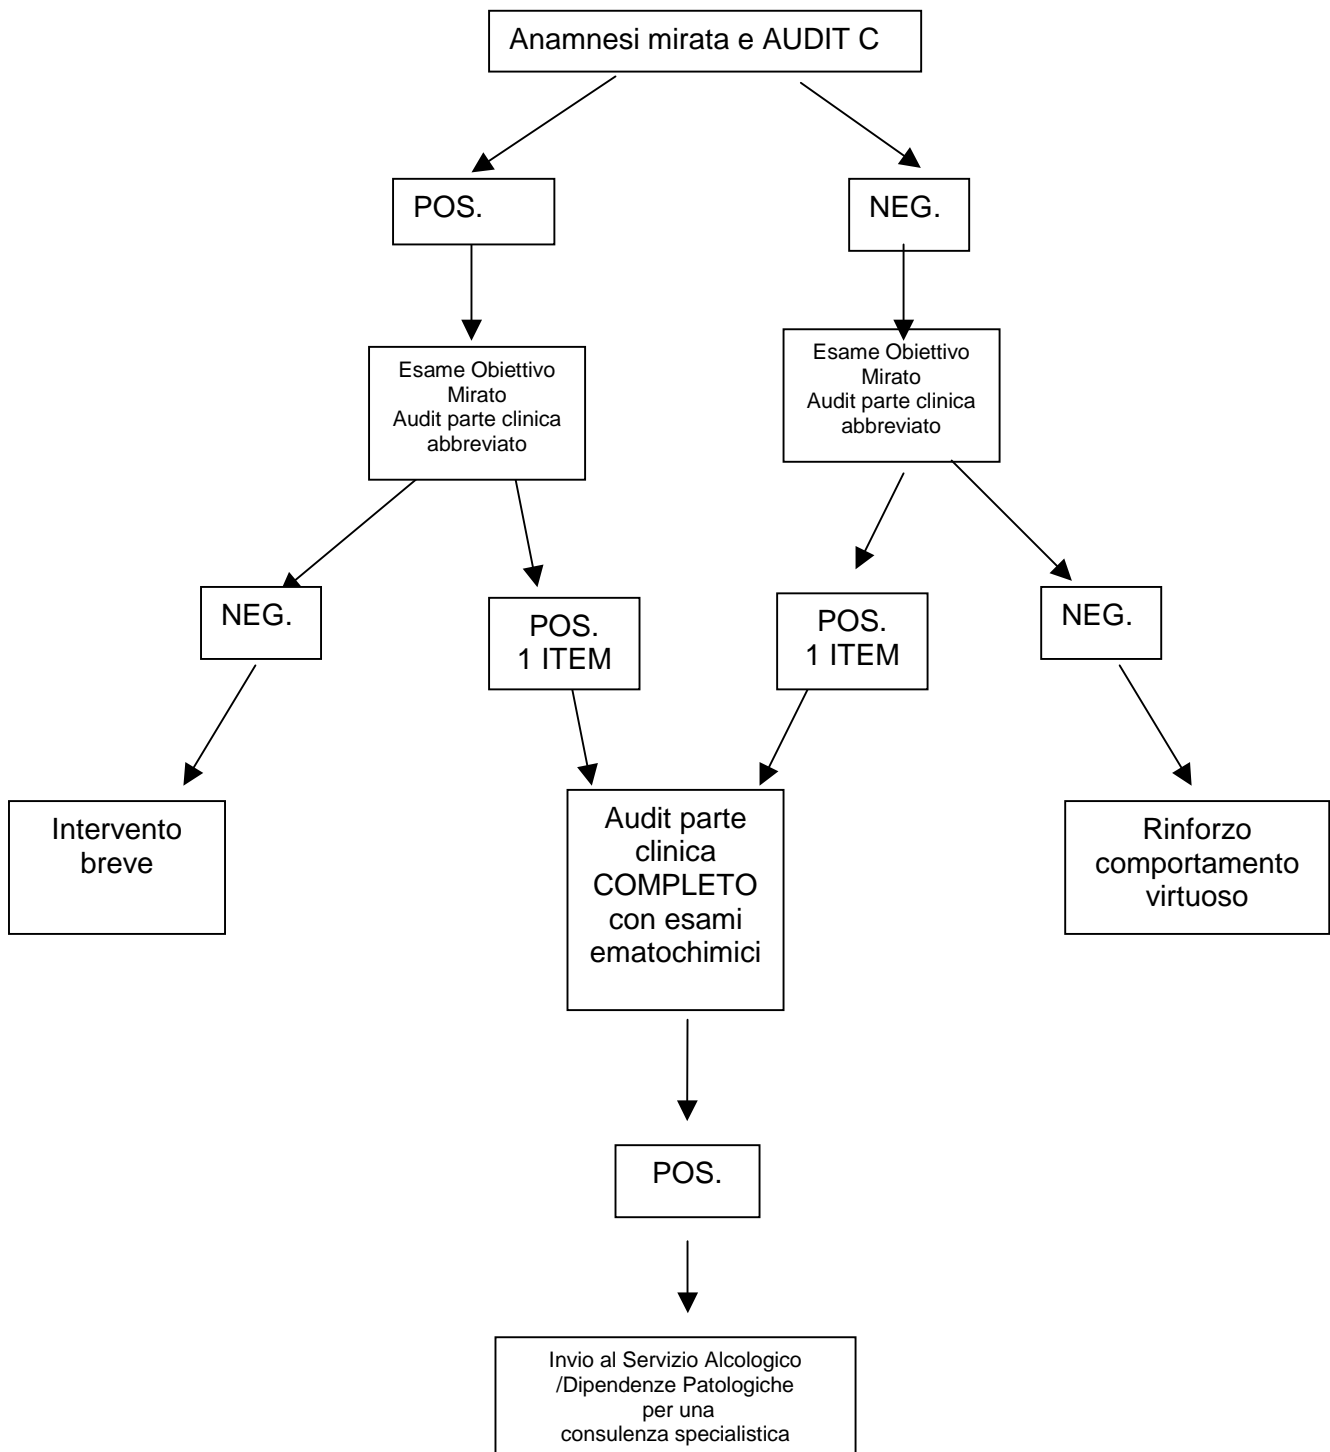 Anamnesi mirata e AUDIT C
POS.
NEG.
Esame Obiettivo
Mirato
Audit parte clinica
abbreviato
Esame Obiettivo
Mirato
Audit parte clinica
abbreviato
NEG.
POS.
1 ITEM
POS.
1 ITEM
NEG.
Intervento
breve
Audit parte
clinica
COMPLETO
con esami
ematochimici
Rinforzo
comportamento
virtuoso
POS.
Invio al Servizio Alcologico
/Dipendenze Patologiche
per una
consulenza specialistica